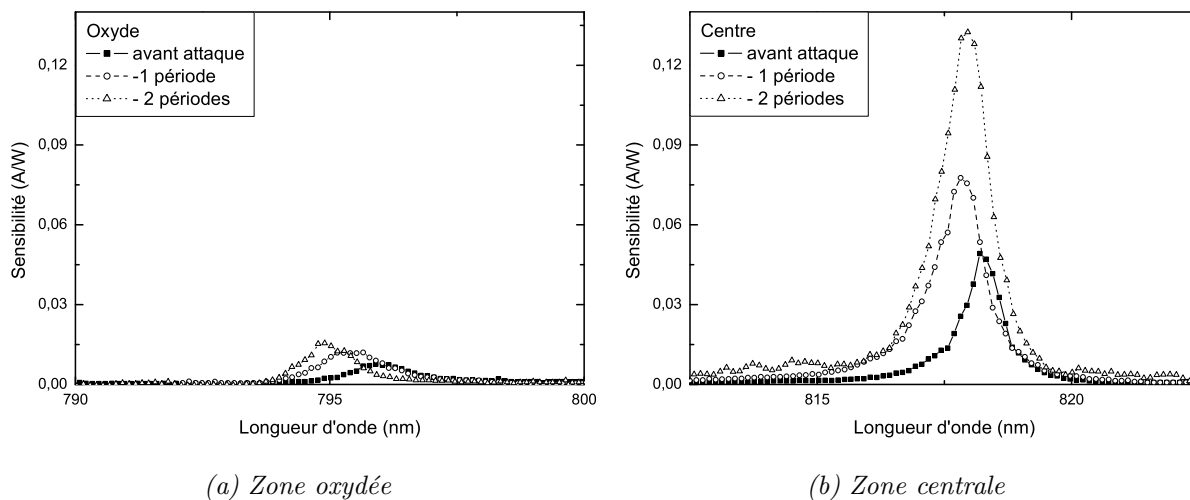 Oxyde
avant attaque
-1 période
- 2 périodes
0,12
0,09
0,06
0,03
0,00
Sensibilité (A/W)
790
795
800
Longueur d'onde (nm)
(a) Zone oxydée
Centre
avant attaque
- 1 période
- 2 périodes
0,12
0,09
0,06
0,03
0,00
Sensibilité (A/W)
815
820
Longueur d'onde (nm)
(b) Zone centrale